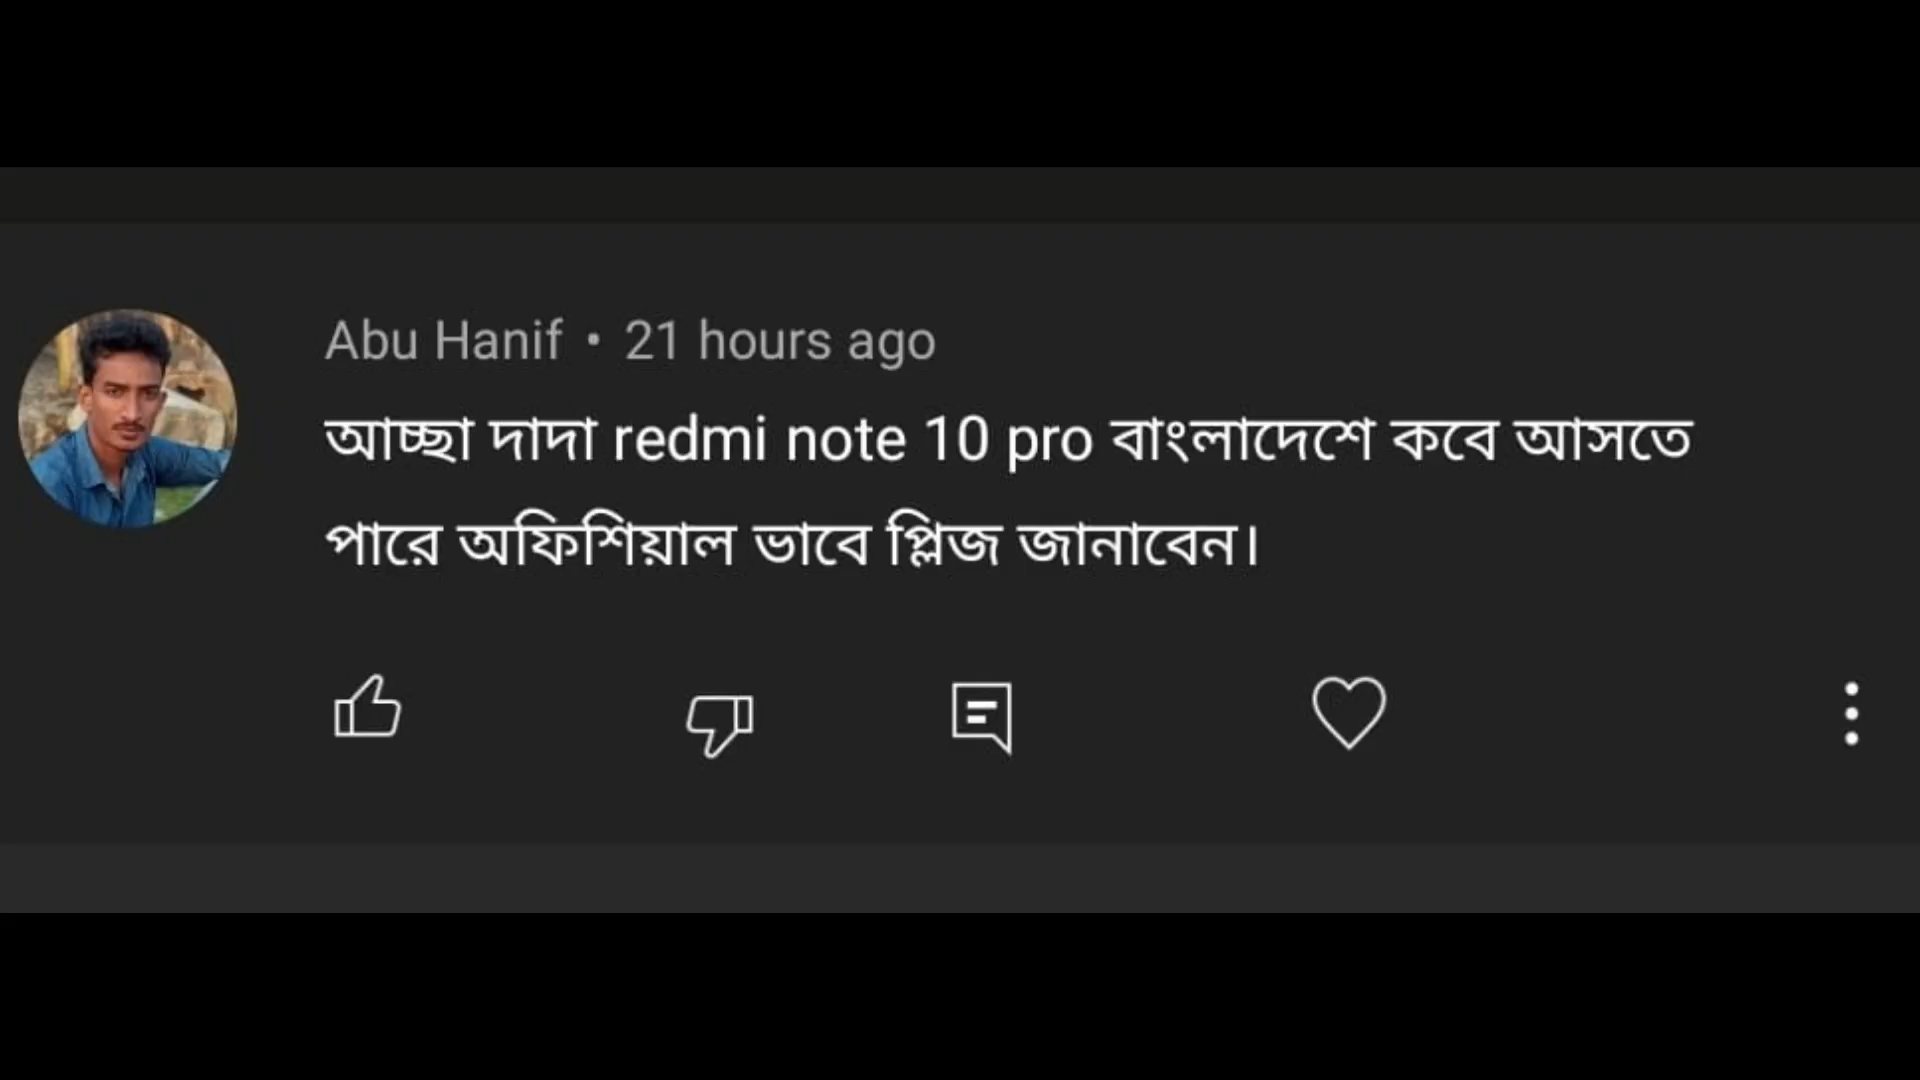 Abu Hanif • 21 hours ago
আচ্ছা দাদা redmi note 10 pro বাংলাদেশে কবে আসতে
পারে অফিশিয়াল ভাবে প্লিজ জানাবেন।